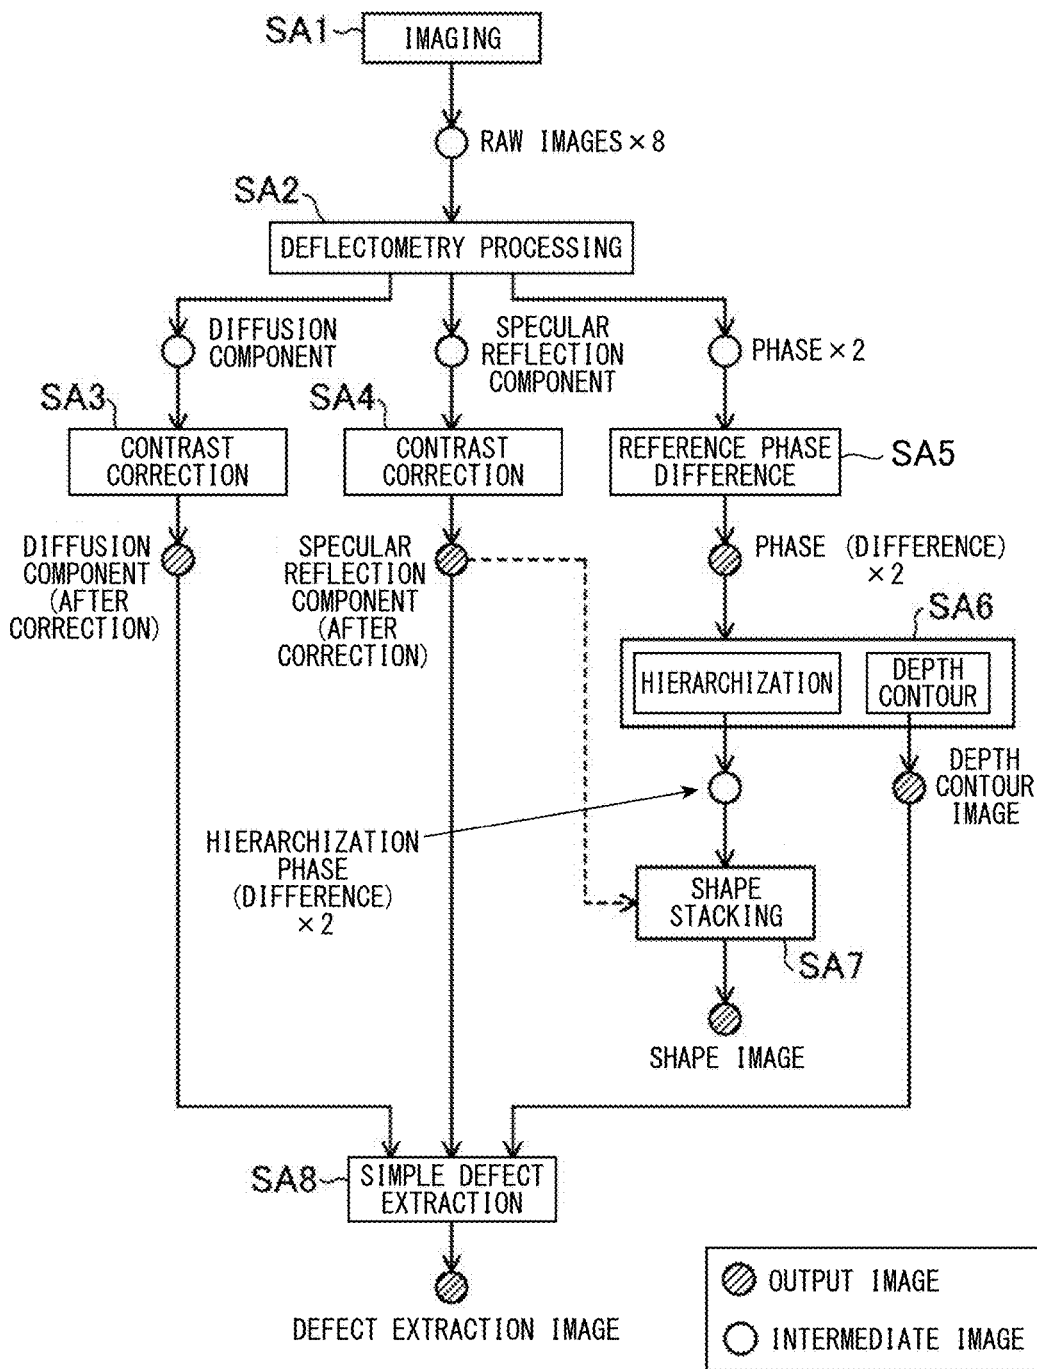 SA1
IMAGING
RAW IMAGES×8
SA2
DEFLECTOMETRY PROCESSING
DIFFUSION
COMPONENT
SPECULAR
REFLECTION
COMPONENT
PHASE×2
SA3
CONTRAST
CORRECTION
SA4
CONTRAST
CORRECTION
REFERENCE PHASE
DIFFERENCE
SA5
DIFFUSION
COMPONENT
(AFTER
CORRECTION)
SPECULAR
REFLECTION
COMPONENT
(AFTER
CORRECTION)
PHASE (DIFFERENCE)
×2
SA6
HIERARCHIZATION
DEPTH
CONTOUR
DEPTH
CONTOUR
IMAGE
HIERARCHIZATION
PHASE
(DIFFERENCE)
×2
SHAPE
STACKING
SA7
SHAPE IMAGE
SA8
SIMPLE DEFECT
EXTRACTION
DEFECT EXTRACTION IMAGE
OUTPUT IMAGE
INTERMEDIATE IMAGE